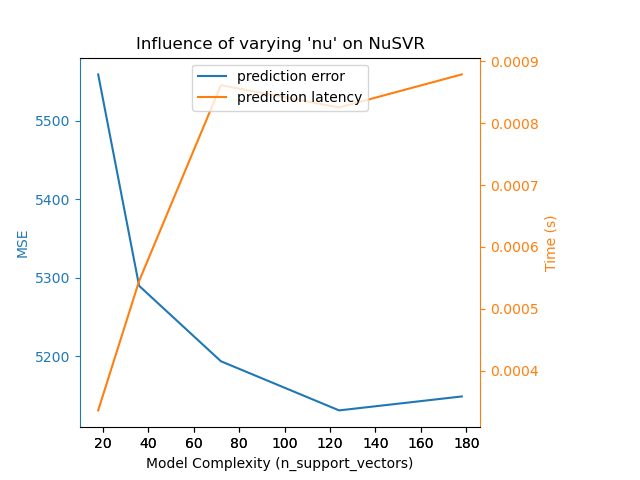 Influence of varying 'nu' on NuSVR
prediction error
prediction latency
MSE
5500
5400
5300
5200
0.0009
0.0008
0.0007
0.0006
0.0005
0.0004
Time (s)
20 40 60 80 100 120 140 160 180
Model Complexity (n_support_vectors)